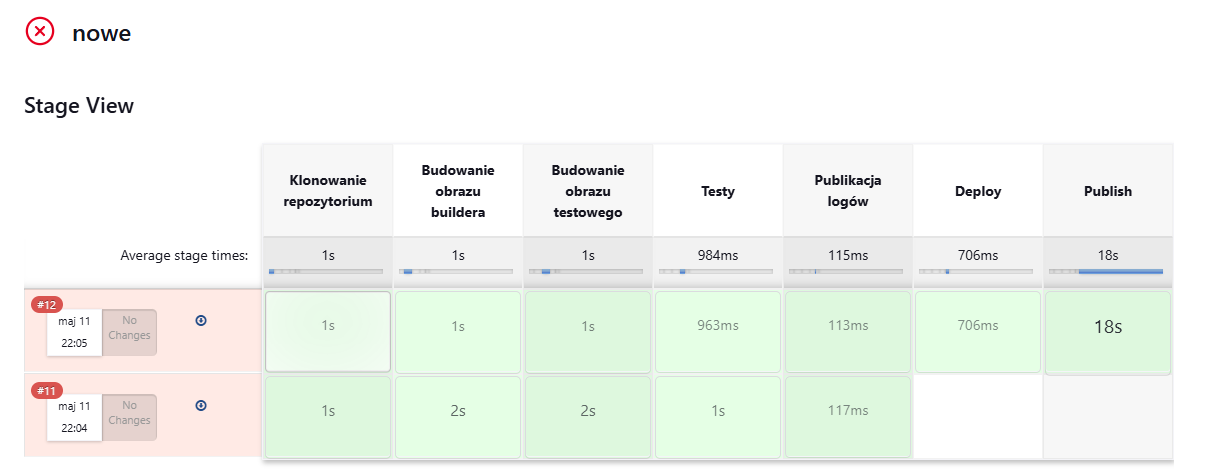 nowe
Stage View
Klonowanie
repozytorium
Budowanie
obrazu
buildera
Budowanie
obrazu
testowego
Testy
Publikacja
logów
Deploy
Publish
Average stage times:
1s
1s
1s
984ms
115ms
706ms
18s
#12
maj 11
22:05
No
Changes
1s
1s
1s
963ms
113ms
706ms
18s
#11
maj 11
22:04
No
Changes
1s
2s
2s
1s
117ms